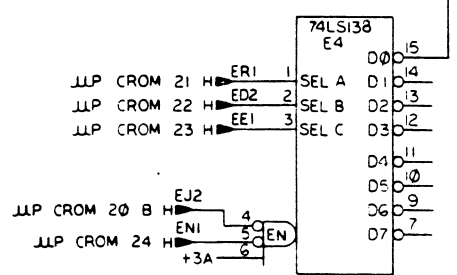 74LS138
E4
DØ 15
µP CROM 21 H ER1 1 SEL A D1 14
µP CROM 22 H ED2 2 SEL B D2 13
µP CROM 23 H EE1 3 SEL C D3 12
D4 11
D5 10
µP CROM 2Ø B H EJ2 4 D6 9
µP CROM 24 H EN1 5 EN D7 7
+3A 6